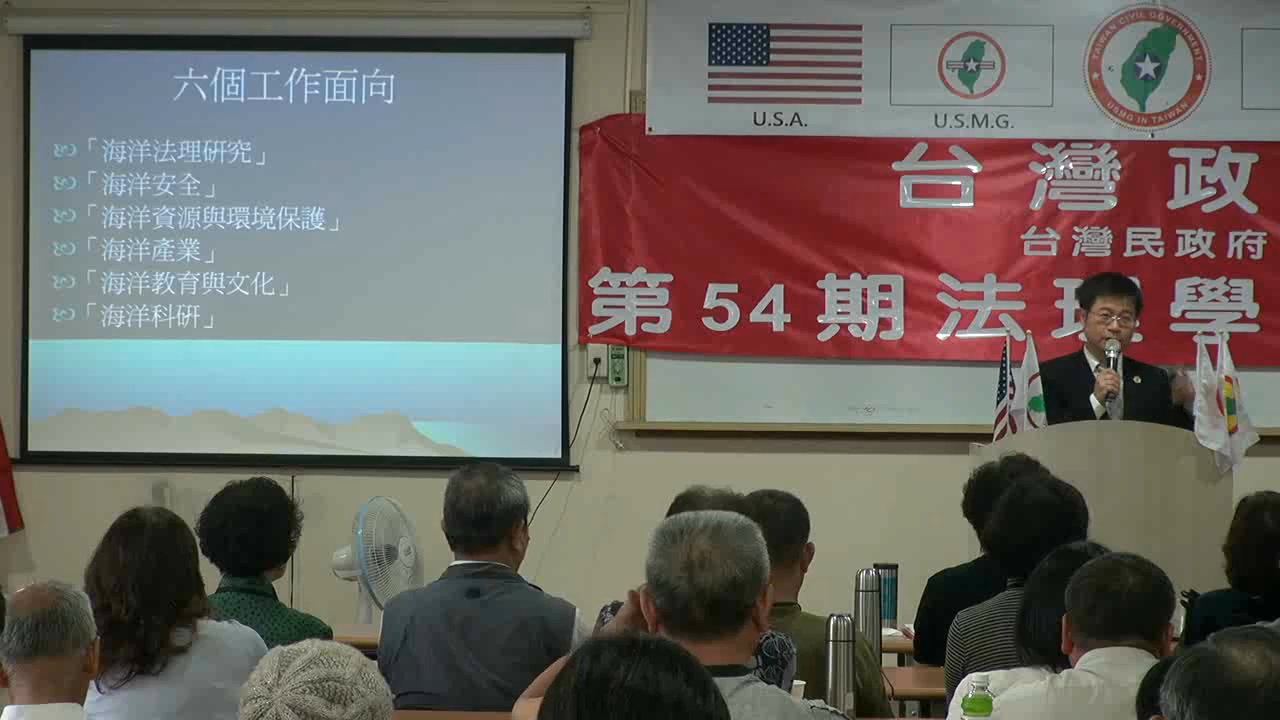 六個工作面向
「海洋法理研究」
「海洋安全」
「海洋資源與環境保護」
「海洋產業」
「海洋教育與文化」
「海洋科研」
U.S.A.
U.S.M.G.
TAIWAN CIVIL GOVERNMENT
USMG IN TAIWAN
台灣政
台灣民政府
第54期法理學